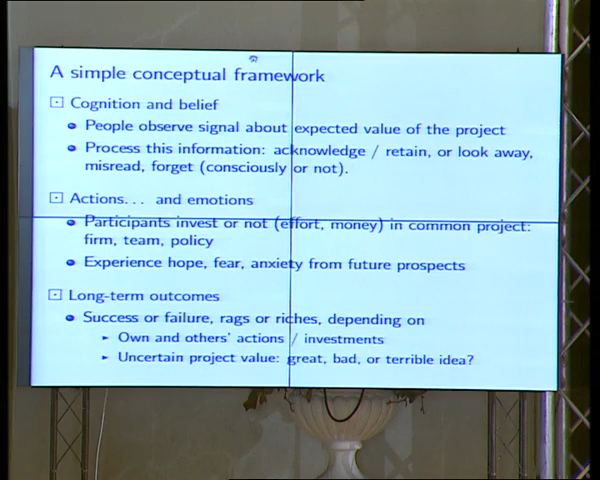 A simple conceptual framework
Cognition and belief
People observe signal about expected value of the project
Process this information: acknowledge / retain, or look away,
misread, forget (consciously or not).
Actions... and emotions
Participants invest or not (effort, money) in common project:
firm, team, policy
Experience hope, fear, anxiety from future prospects
Long-term outcomes
Success or failure, rags or riches, depending on
Own and others' actions / investments
Uncertain project value: great, bad, or terrible idea?